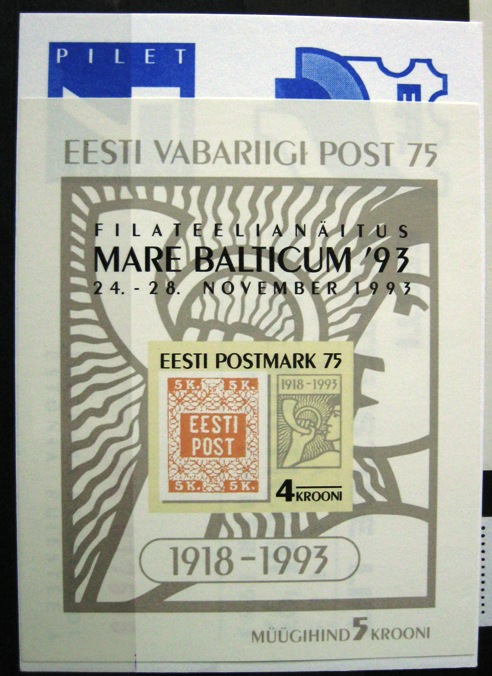 PILET
EESTI VABARIIGI POST 75
FILATEELIANÄITUS
MARE BALTICUM '93
24.-28. NOVEMBER 1993
EESTI POSTMARK 75
5K. 5K.
EESTI
POST
5K. 5K.
1918-1993
4 KROONI
1918-1993
MÜÜGIHIND 5 KROONI